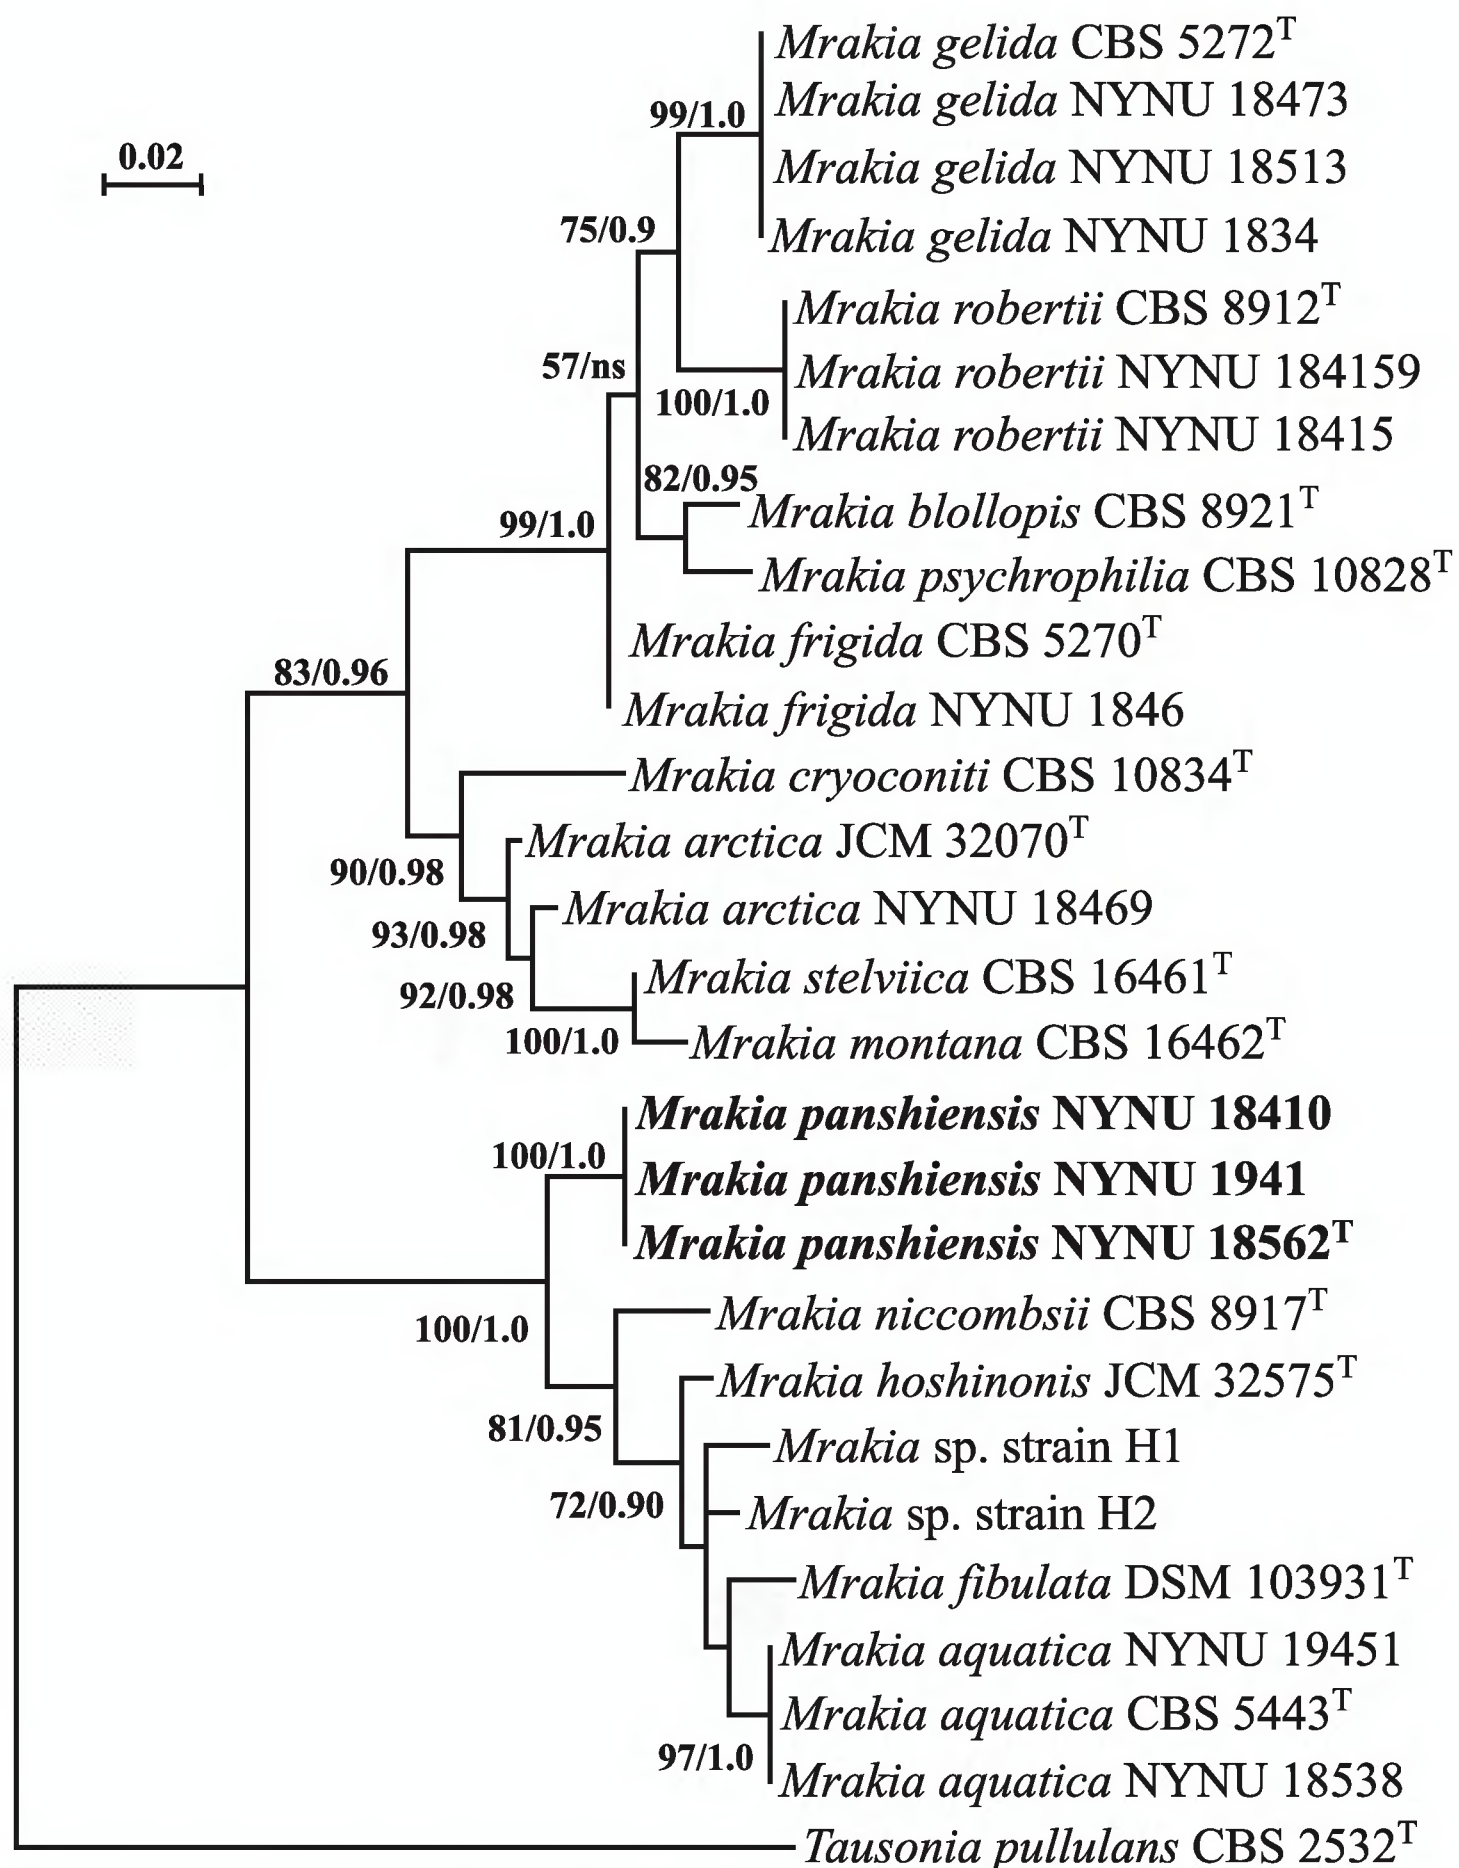 Mrakia gelida CBS 5272T
Mrakia gelida NYNU 18473
99/1.0
0.02
Mrakia gelida NYNU 18513
75/0.9
Mrakia gelida NYNU 1834
Mrakia robertii CBS 8912T
57/ns
Mrakia robertii NYNU 184159
100/1.0
Mrakia robertii NYNU 18415
82/0.95
Mrakia blollopis CBS 8921T
99/1.0
Mrakia psychrophilia CBS 10828T
Mrakia frigida CBS 5270T
83/0.96
Mrakia frigida NYNU 1846
Mrakia cryoconiti CBS 10834T
Mrakia arctica JCM 32070T
90/0.98
Mrakia arctica NYNU 18469
93/0.98
Mrakia stelviica CBS 16461T
92/0.98
100/1.0
Mrakia montana CBS 16462T
Mrakia panshiensis NYNU 18410
100/1.0
Mrakia panshiensis NYNU 1941
Mrakia panshiensis NYNU 18562T
Mrakia niccombsii CBS 8917T
100/1.0
Mrakia hoshinonis JCM 32575T
81/0.95
Mrakia sp. strain H1
72/0.90
Mrakia sp. strain H2
Mrakia fibulata DSM 103931T
Mrakia aquatica NYNU 19451
Mrakia aquatica CBS 5443T
97/1.0
Mrakia aquatica NYNU 18538
Tausonia pullulans CBS 2532T